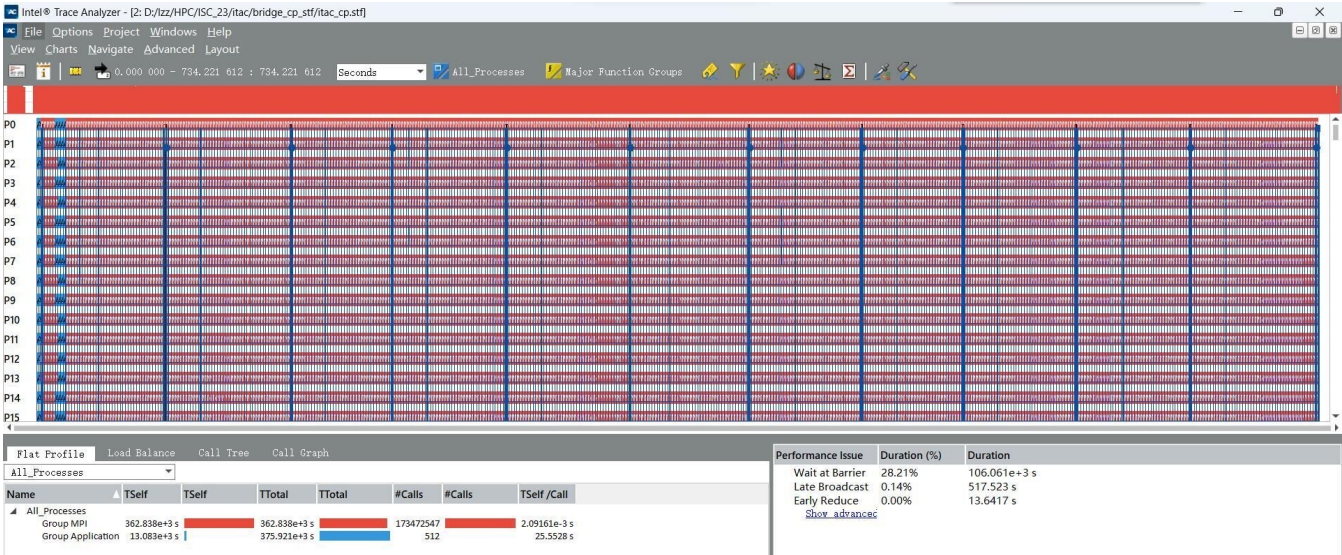 Intel® Trace Analyzer - [2: D:/lzz/HPC/ISC_23/itac/bridge_cp_stf/itac_cp.stf]
File Options Project Windows Help
View Charts Navigate Advanced Layout
0.000 000 - 734.221 612 : 734.221 612 Seconds All_Processes Major Function Groups
P0
P1
P2
P3
P4
P5
P6
P7
P8
P9
P10
P11
P12
P13
P14
P15
Flat Profile Load Balance Call Tree Call Graph
All_Processes
Name TSelf TSelf TTotal TTotal #Calls #Calls TSelf /Call
All_Processes
Group MPI 362.838e+3 s 362.838e+3 s 173472547 2.09161e-3 s
Group Application 13.083e+3 s 375.921e+3 s 512 25.5528 s
Performance Issue Duration (%) Duration
Wait at Barrier 28.21% 106.061e+3 s
Late Broadcast 0.14% 517.523 s
Early Reduce 0.00% 13.6417 s
Show advanced